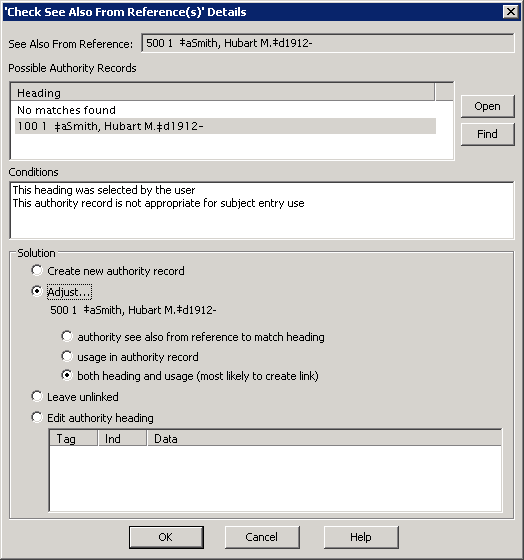 'Check See Also From Reference(s)' Details
See Also From Reference: 500 1 ‡aSmith, Hubart M.‡d1912-
Possible Authority Records
Heading
No matches found
100 1 ‡aSmith, Hubart M.‡d1912-
Open
Find
Conditions
This heading was selected by the user
This authority record is not appropriate for subject entry use
Solution
Create new authority record
Adjust...
500 1 ‡aSmith, Hubart M.‡d1912-
authority see also from reference to match heading
usage in authority record
both heading and usage (most likely to create link)
Leave unlinked
Edit authority heading
Tag Ind Data
OK Cancel Help